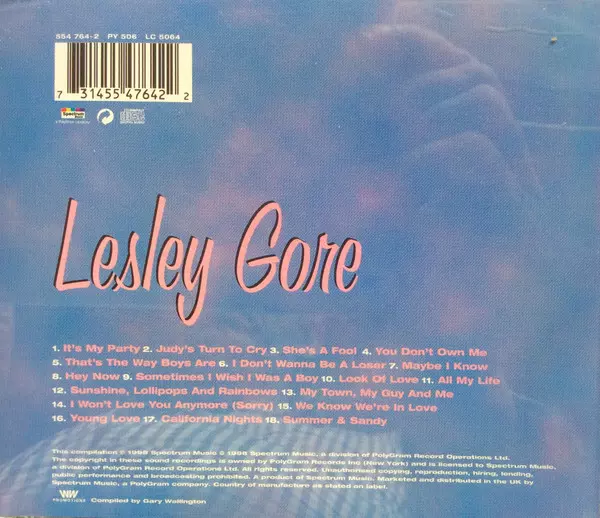 554 764-2 PY 506 LC 5064
7 31455 47642 2
Spectrum
COMPACT
disc
DIGITAL AUDIO
Lesley Gore
1. It's My Party 2. Judy's Turn To Cry 3. She's A Fool 4. You Don't Own Me
5. That's The Way Boys Are 6. I Don't Wanna Be A Loser 7. Maybe I Know
8. Hey Now 9. Sometimes I Wish I Was A Boy 10. Look Of Love 11. All My Life
12. Sunshine, Lollipops And Rainbows 13. My Town, My Guy And Me
14. I Won't Love You Anymore (Sorry) 15. We Know We're In Love
16. Young Love 17. California Nights 18. Summer & Sandy
This compilation ℗ 1998 Spectrum Music © 1998 Spectrum Music, a division of PolyGram Record Operations Ltd.
The copyright in these sound recordings is owned by PolyGram Records Inc (New York) and is licensed to Spectrum Music,
a division of PolyGram Record Operations Ltd. All rights reserved. Unauthorised copying, reproduction, hiring, lending,
public performance and broadcasting prohibited. A product of Spectrum Music. Marketed and distributed in the UK by
Spectrum Music, a PolyGram company. Country of manufacture as stated on label.
Compiled by Gary Wallington